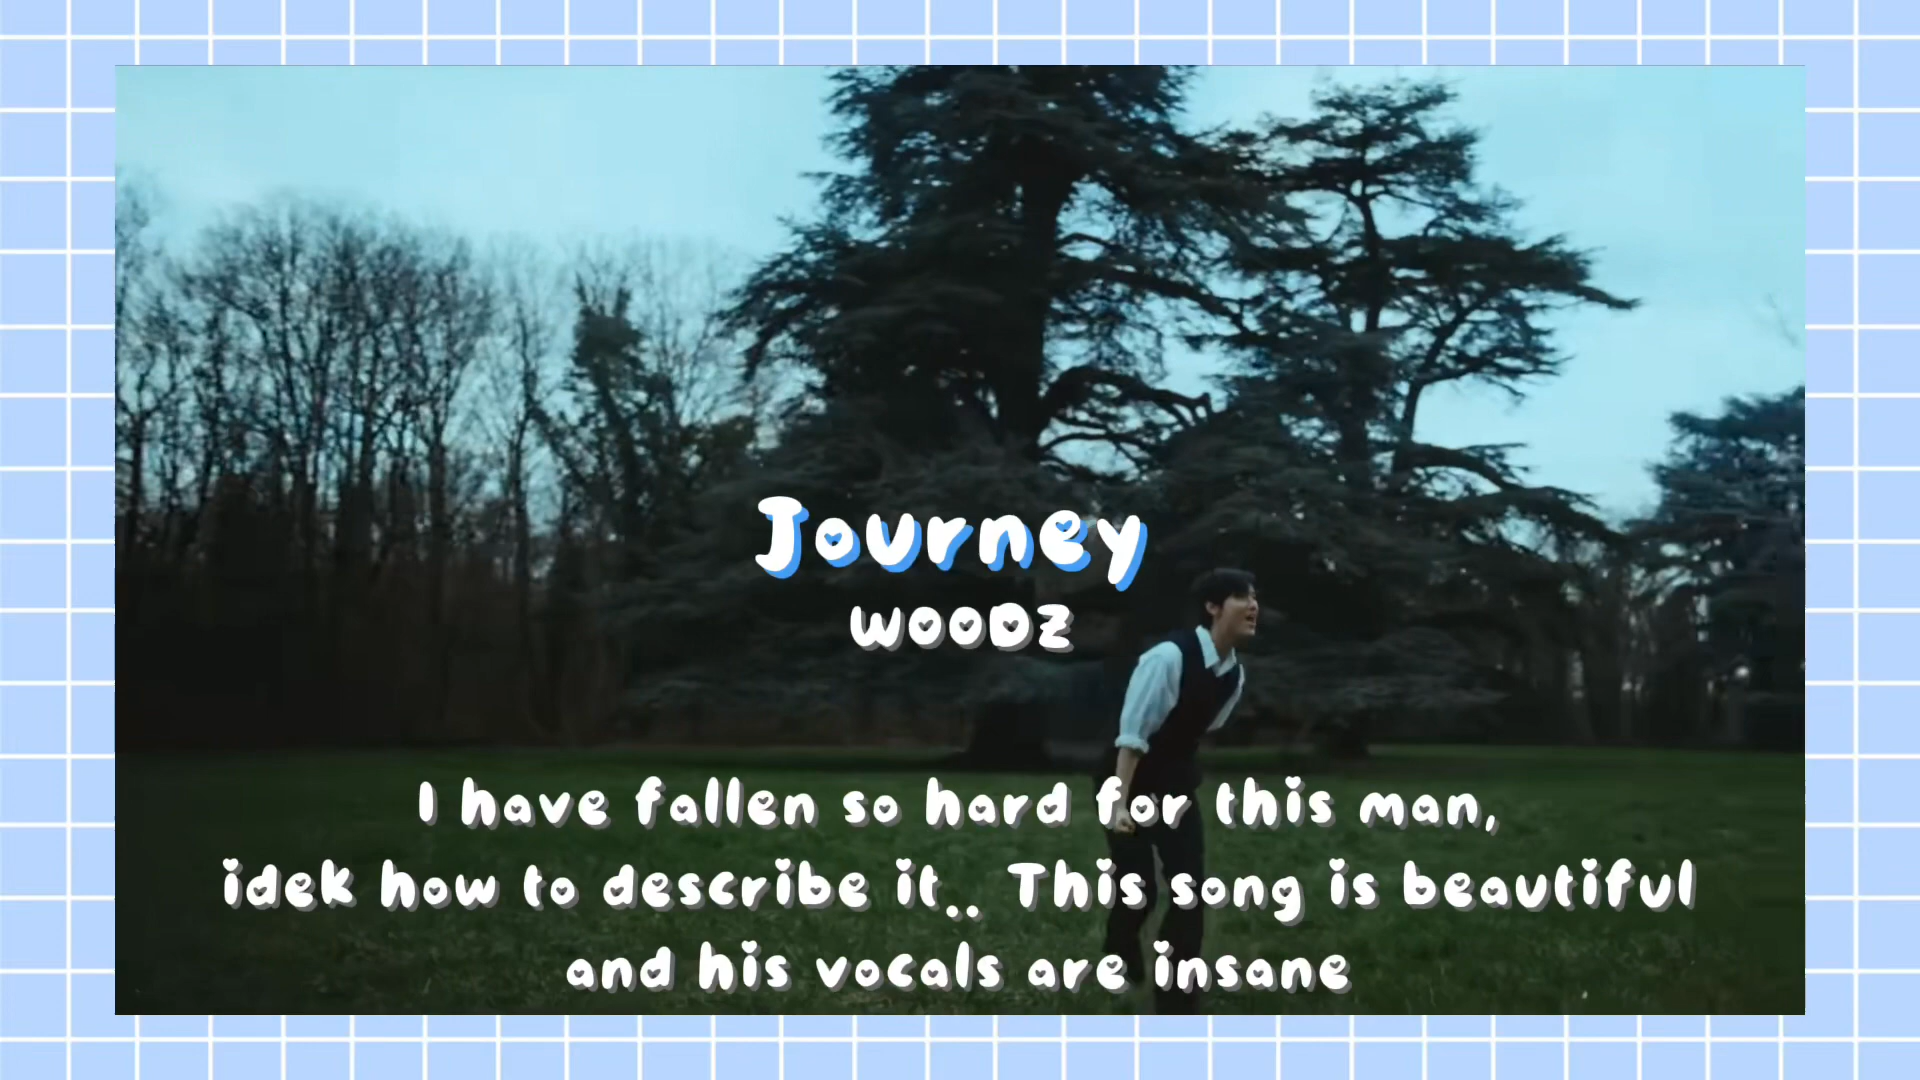 Journey
WOODZ
I have fallen so hard for this man,
idek how to describe it.. This song is beautiful
and his vocals are insane